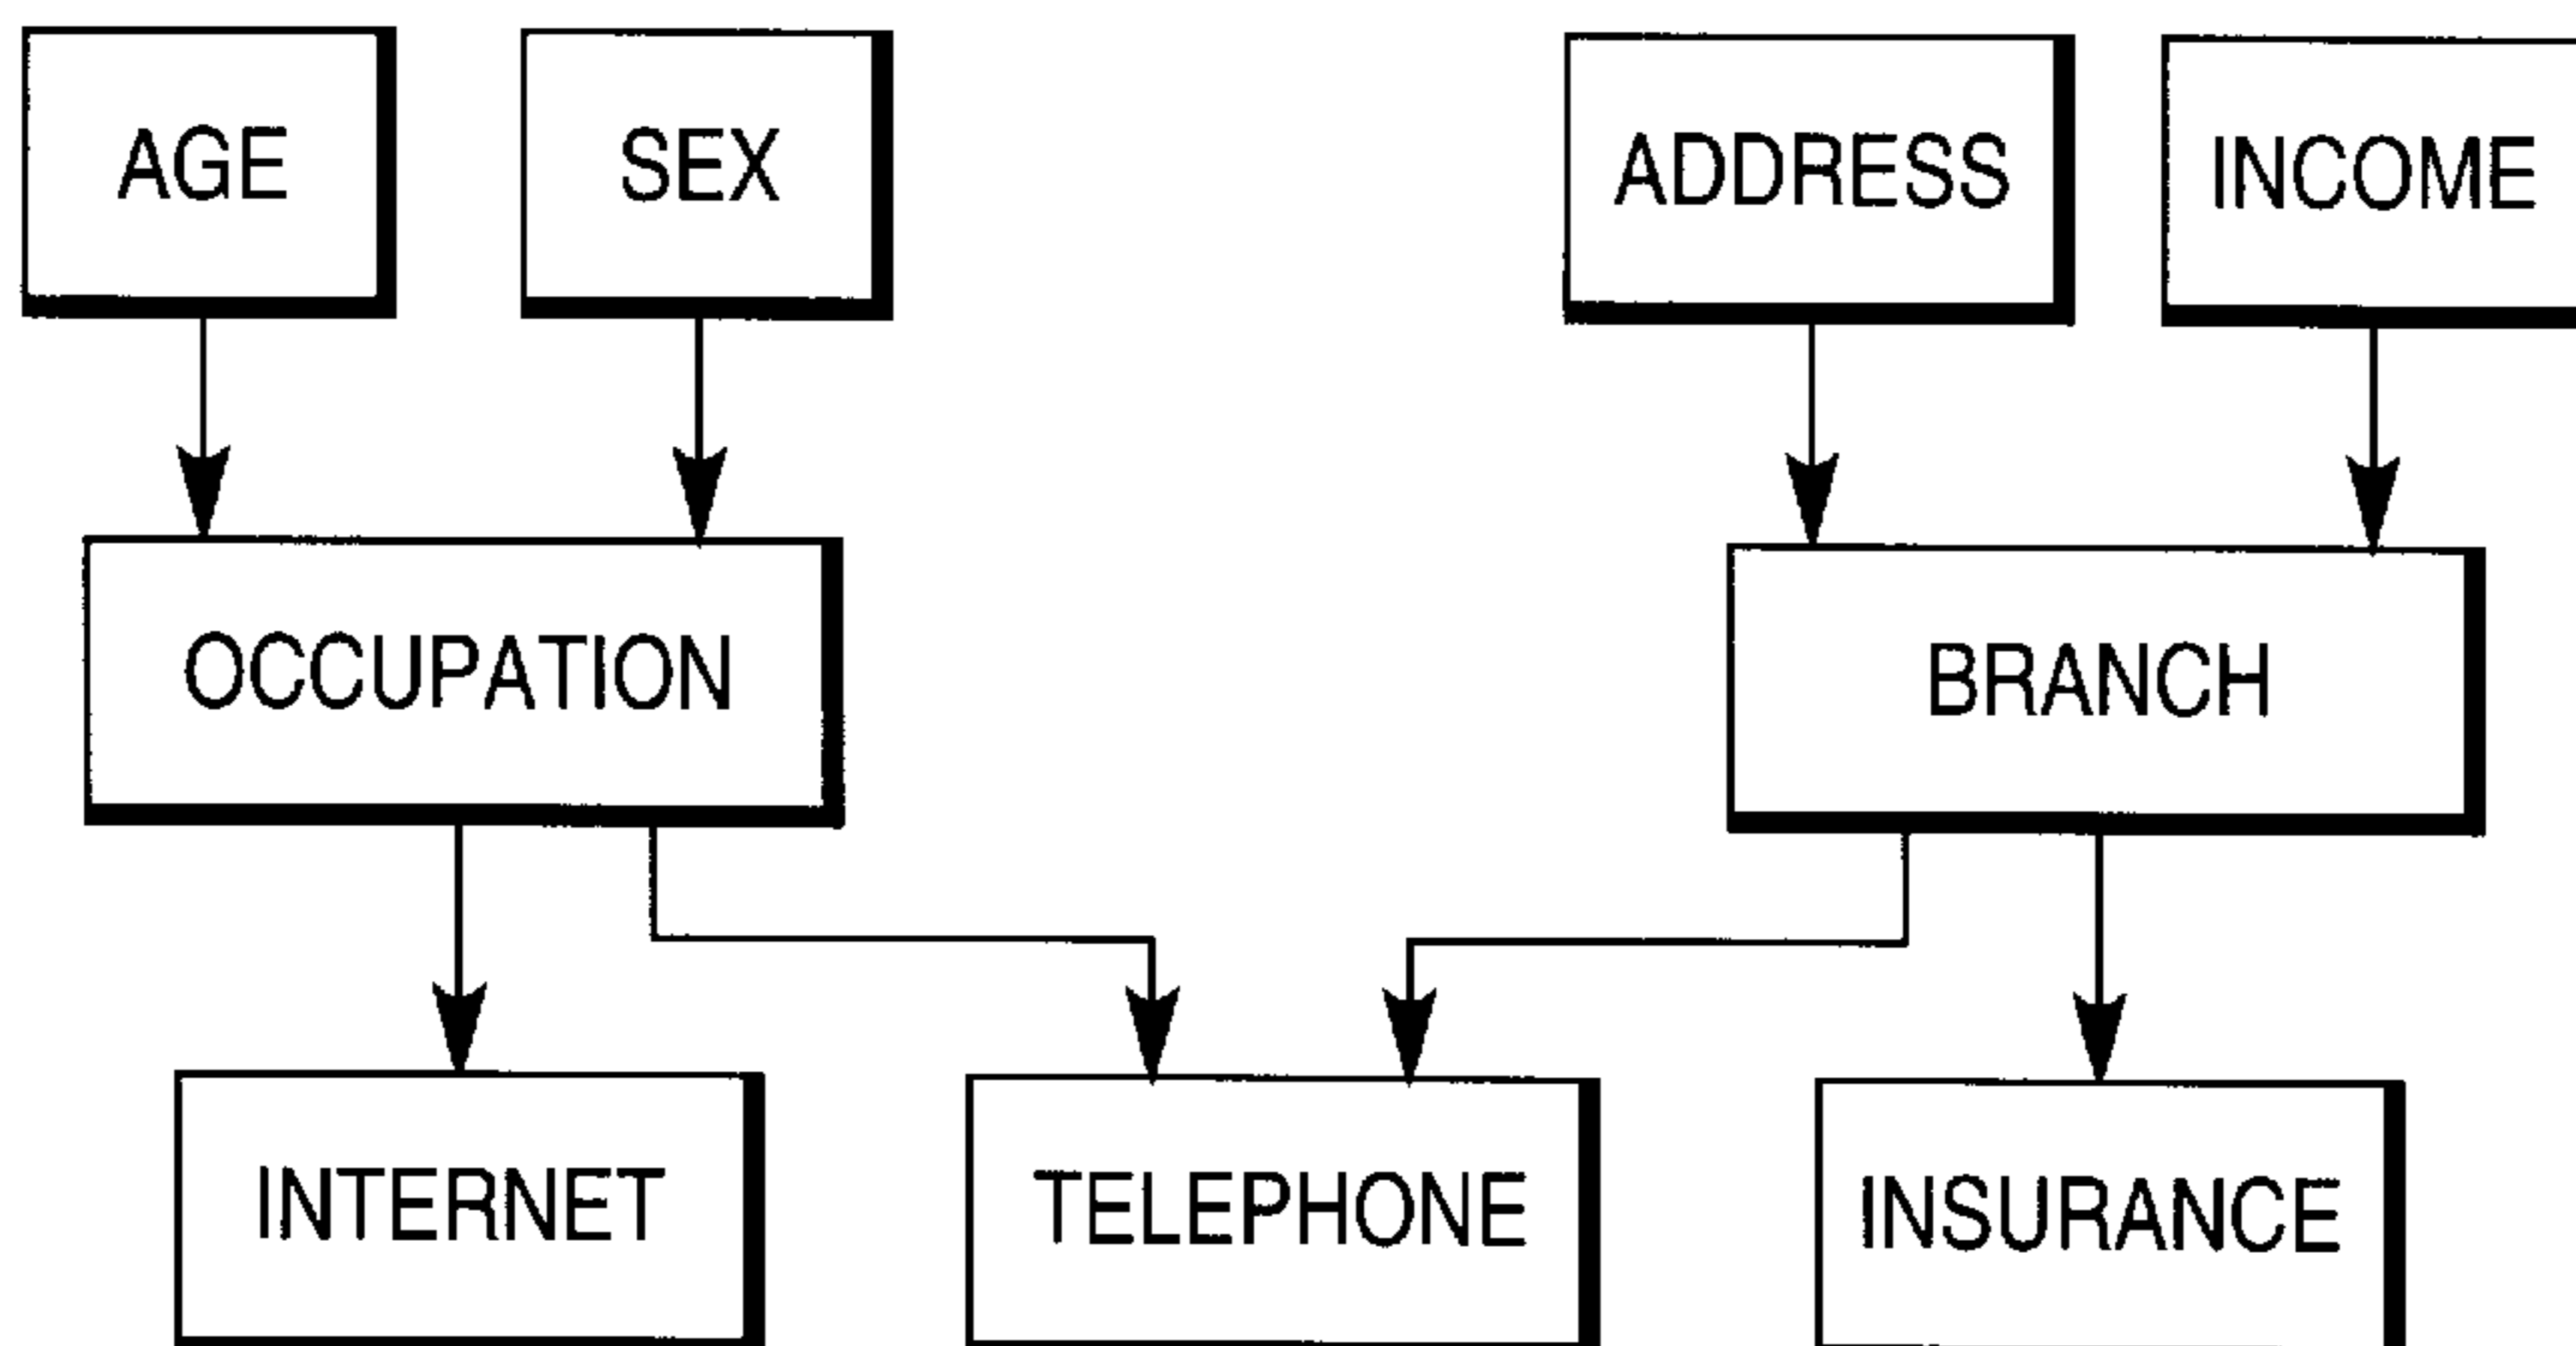 AGE
SEX
ADDRESS
INCOME
OCCUPATION
BRANCH
INTERNET
TELEPHONE
INSURANCE